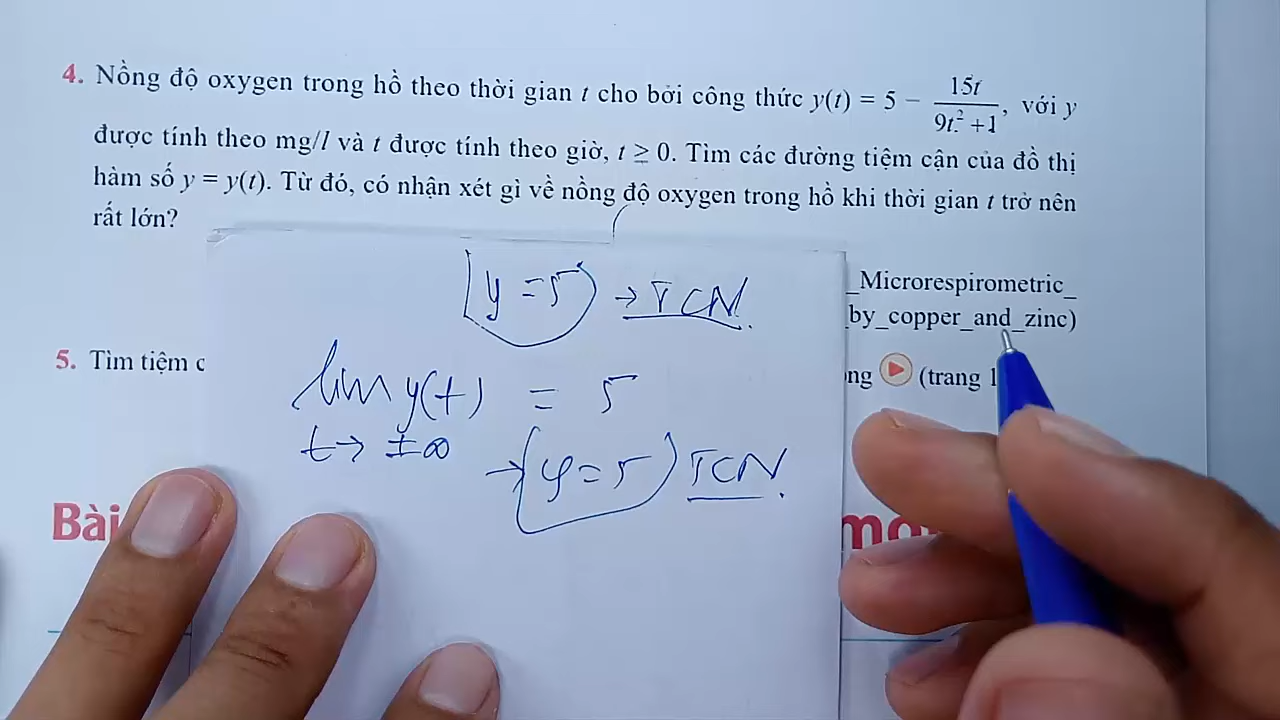 4. Nồng độ oxygen trong hồ theo thời gian t cho bởi công thức y(t) = 5 − 15t/(9t² + 1), với y
được tính theo mg/l và t được tính theo giờ, t ≥ 0. Tìm các đường tiệm cận của đồ thị
hàm số y = y(t). Từ đó, có nhận xét gì về nồng độ oxygen trong hồ khi thời gian t trở nên
rất lớn?
y = 5 → TCN.
_Microrespirometric_
by_copper_and_zinc)
5. Tìm tiệm c
ng (trang 1
lim y(t) = 5
t → ±∞
→ y = 5 TCN.
Bài